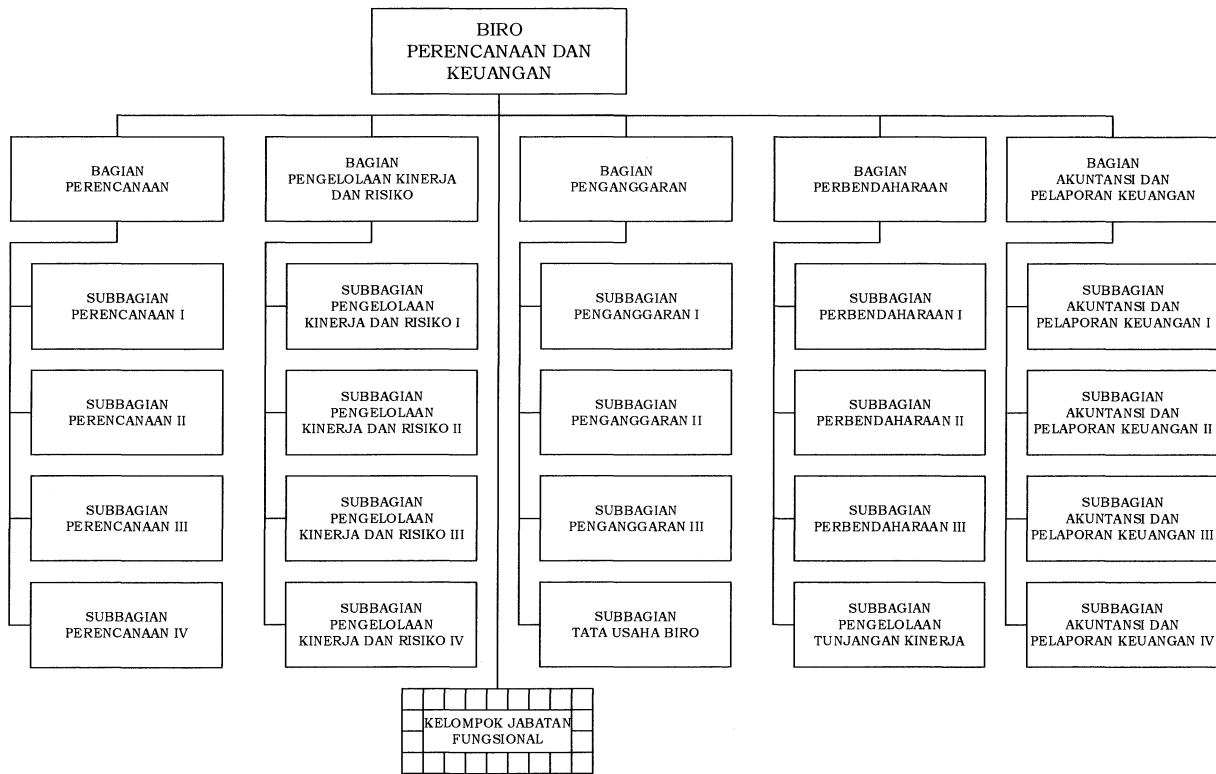 BIRO
PERENCANAAN DAN
KEUANGAN
BAGIAN
PERENCANAAN
BAGIAN
PENGELOLAAN KINERJA
DAN RISIKO
BAGIAN
PENGANGGARAN
BAGIAN
PERBENDAHARAAN
BAGIAN
AKUNTANSI DAN
PELAPORAN KEUANGAN
SUBBAGIAN
PERENCANAAN I
SUBBAGIAN
PENGELOLAAN
KINERJA DAN RISIKO I
SUBBAGIAN
PENGANGGARAN I
SUBBAGIAN
PERBENDAHARAAN I
SUBBAGIAN
AKUNTANSI DAN
PELAPORAN KEUANGAN I
SUBBAGIAN
PERENCANAAN II
SUBBAGIAN
PENGELOLAAN
KINERJA DAN RISIKO II
SUBBAGIAN
PENGANGGARAN II
SUBBAGIAN
PERBENDAHARAAN II
SUBBAGIAN
AKUNTANSI DAN
PELAPORAN KEUANGAN II
SUBBAGIAN
PERENCANAAN III
SUBBAGIAN
PENGELOLAAN
KINERJA DAN RISIKO III
SUBBAGIAN
PENGANGGARAN III
SUBBAGIAN
PERBENDAHARAAN III
SUBBAGIAN
AKUNTANSI DAN
PELAPORAN KEUANGAN III
SUBBAGIAN
PERENCANAAN IV
SUBBAGIAN
PENGELOLAAN
KINERJA DAN RISIKO IV
SUBBAGIAN
TATA USAHA BIRO
SUBBAGIAN
PENGELOLAAN
TUNJANGAN KINERJA
SUBBAGIAN
AKUNTANSI DAN
PELAPORAN KEUANGAN IV
KELOMPOK JABATAN
FUNGSIONAL